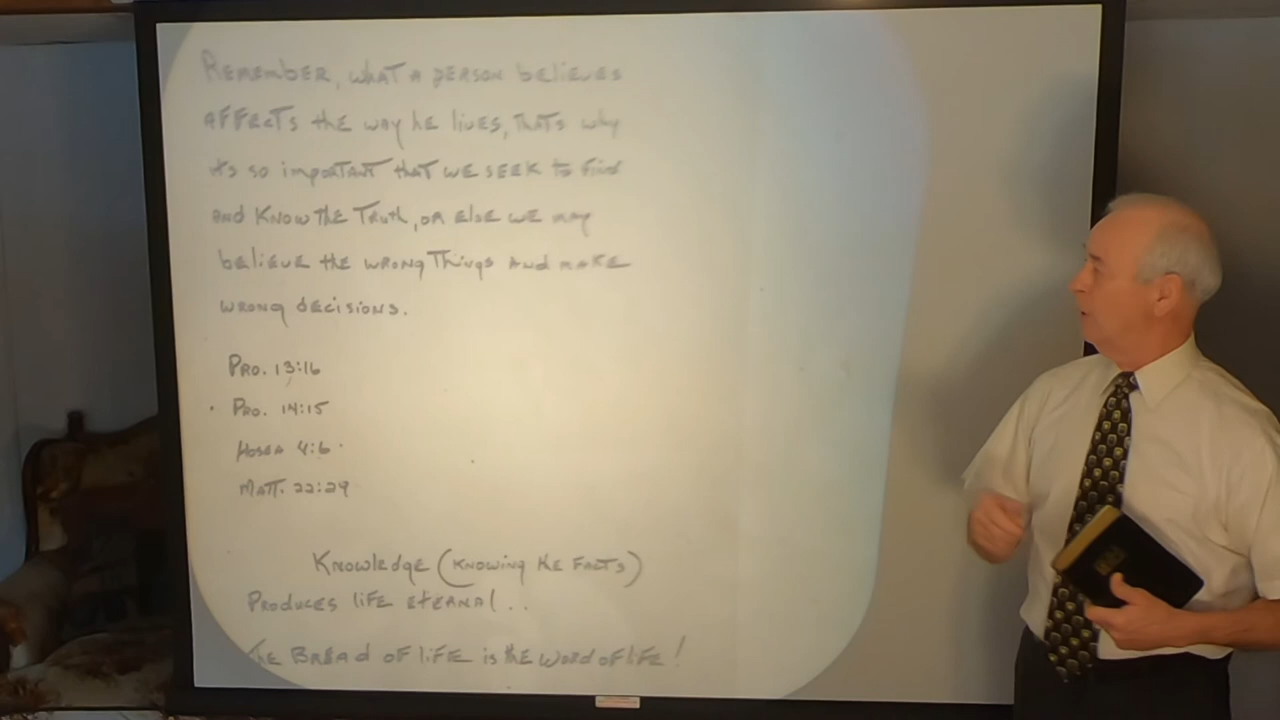 Remember, what a person believes
affects the way he lives, that's why
its so important that we seek to find
and know the Truth, or else we may
believe the wrong Things and make
wrong decisions.
Pro. 13:16
Pro. 14:15
Hosea 4:6
Matt. 22:29
Knowledge (knowing the facts)
Produces life eternal..
The Bread of life is the word of life!